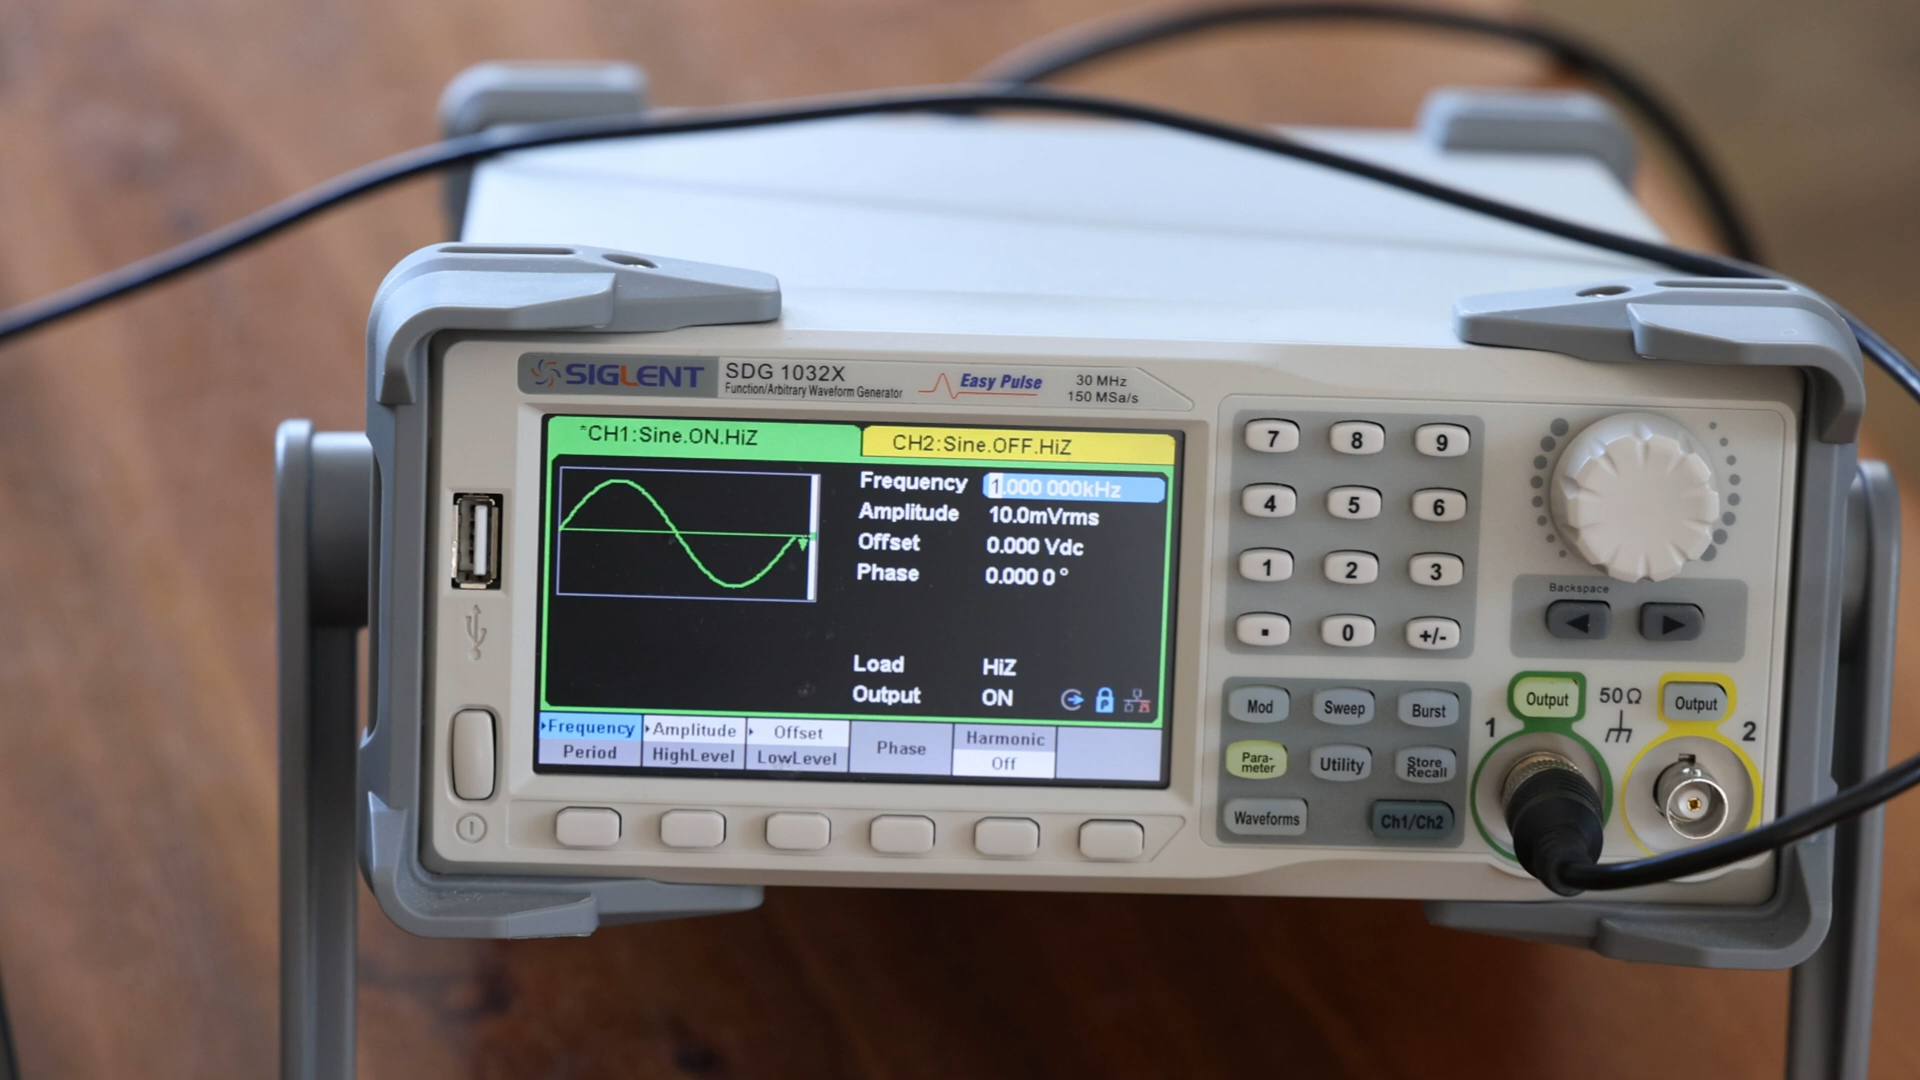 SIGLENT
SDG 1032X
Function/Arbitrary Waveform Generator
Easy Pulse
30 MHz
150 MSa/s
*CH1:Sine.ON.HiZ
CH2:Sine.OFF.HiZ
Frequency 1.000 000kHz
Amplitude 10.0mVrms
Offset 0.000 Vdc
Phase 0.000 0 °
Load HiZ
Output ON
Frequency
Period
Amplitude
HighLevel
Offset
LowLevel
Phase
Harmonic
Off
7 8 9
4 5 6
1 2 3
. 0 +/-
Backspace
Mod Sweep Burst
Para-
meter
Utility
Store
Recall
Waveforms
Ch1/Ch2
Output
50Ω
Output
1
2